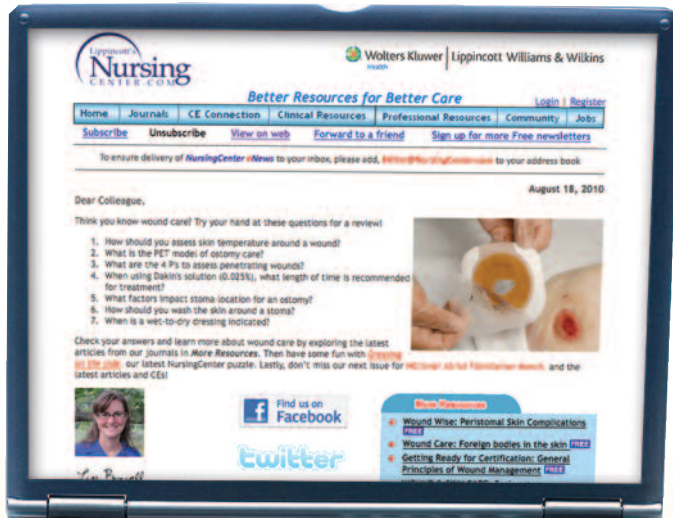 Lippincott's
Nursing
CENTER.COM
Wolters Kluwer | Lippincott Williams & Wilkins
Health
Better Resources for Better Care
Login | Register
Home Journals CE Connection Clinical Resources Professional Resources Community Jobs
Subscribe Unsubscribe View on web Forward to a friend Sign up for more Free newsletters
To ensure delivery of NursingCenter eNews to your inbox, please add, to your address book
August 18, 2010
Dear Colleague,
Think you know wound care? Try your hand at these questions for a review!
1. How should you assess skin temperature around a wound?
2. What is the PET model of ostomy care?
3. What are the 4 P's to assess penetrating wounds?
4. When using Dakin's solution (0.025%), what length of time is recommended
for treatment?
5. What factors impact stoma location for an ostomy?
6. How should you wash the skin around a stoma?
7. When is a wet-to-dry dressing indicated?
Check your answers and learn more about wound care by exploring the latest
articles from our journals in More Resources. Then have some fun with Dressing
on the side, our latest NursingCenter puzzle. Lastly, don't miss our next issue for and the
latest articles and CEs!
Find us on
Facebook
twitter
More Resources
Wound Wise: Peristomal Skin Complications
FREE
Wound Care: Foreign bodies in the skin FREE
Getting Ready for Certification: General
Principles of Wound Management FREE